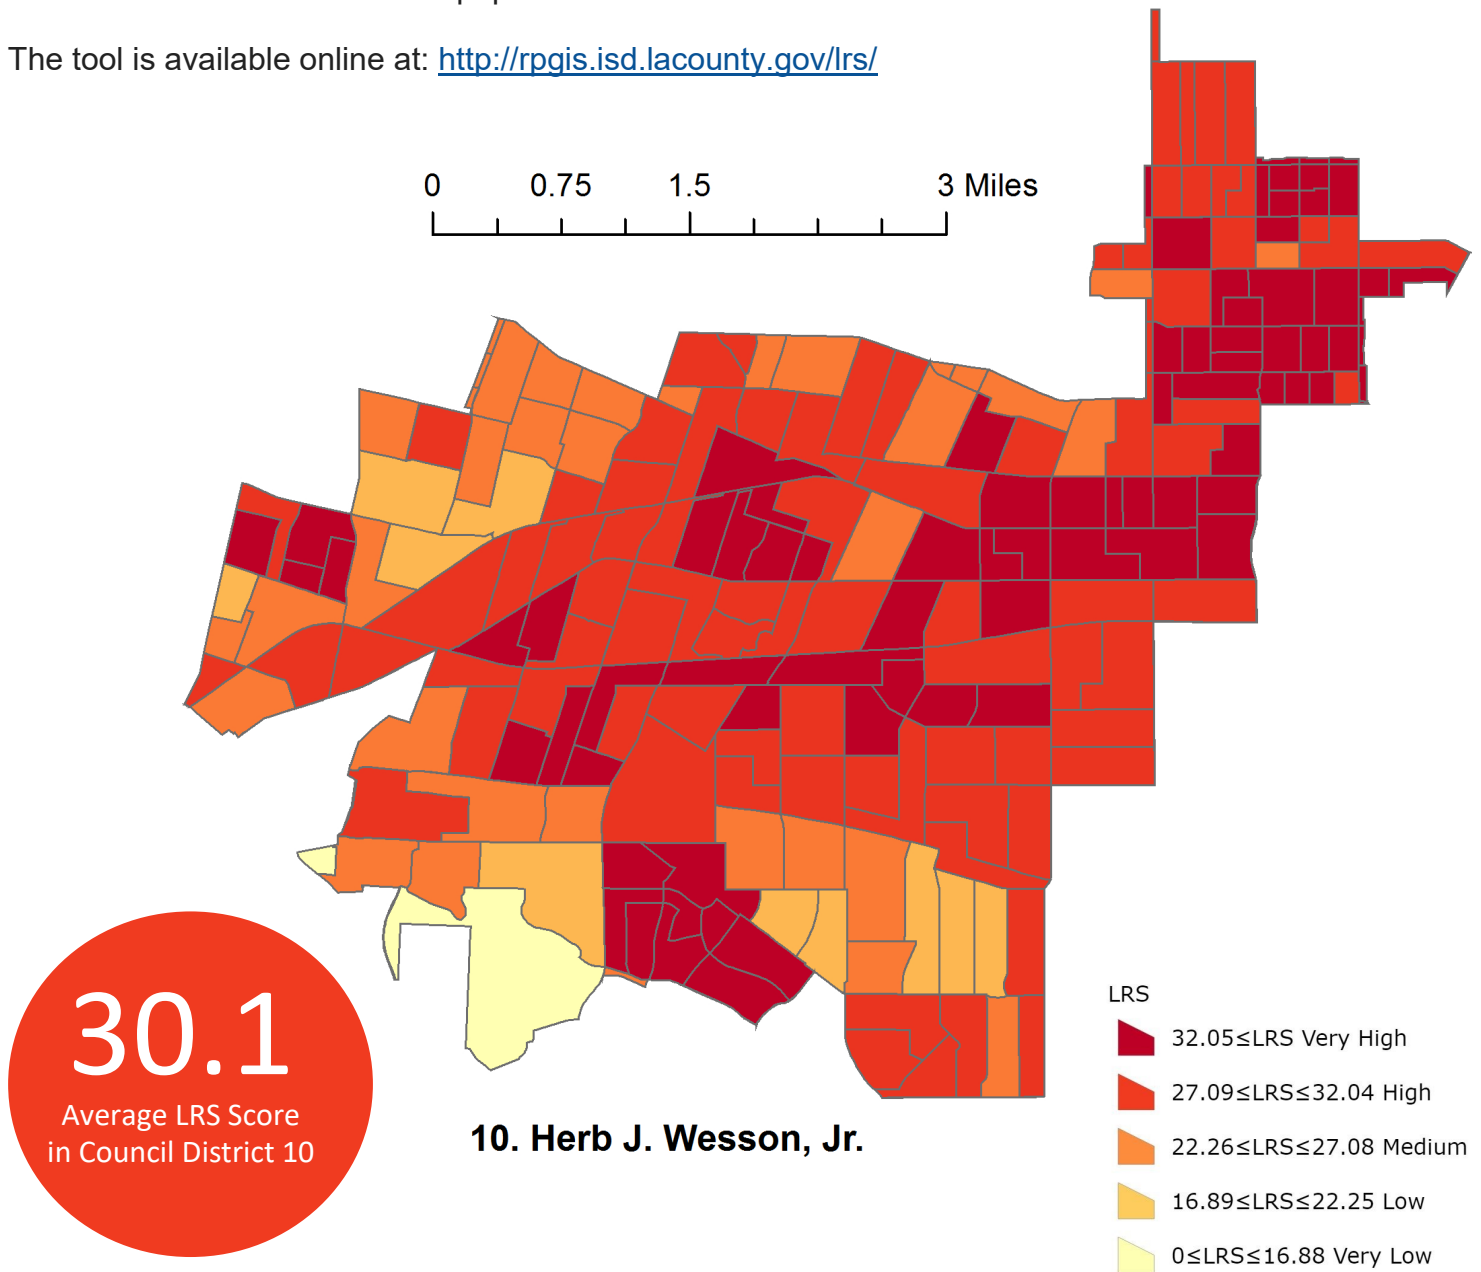 The tool is available online at: http://rpgis.isd.lacounty.gov/lrs/
0 0.75 1.5 3 Miles
30.1
Average LRS Score
in Council District 10
10. Herb J. Wesson, Jr.
LRS
32.05≤LRS Very High
27.09≤LRS≤32.04 High
22.26≤LRS≤27.08 Medium
16.89≤LRS≤22.25 Low
0≤LRS≤16.88 Very Low